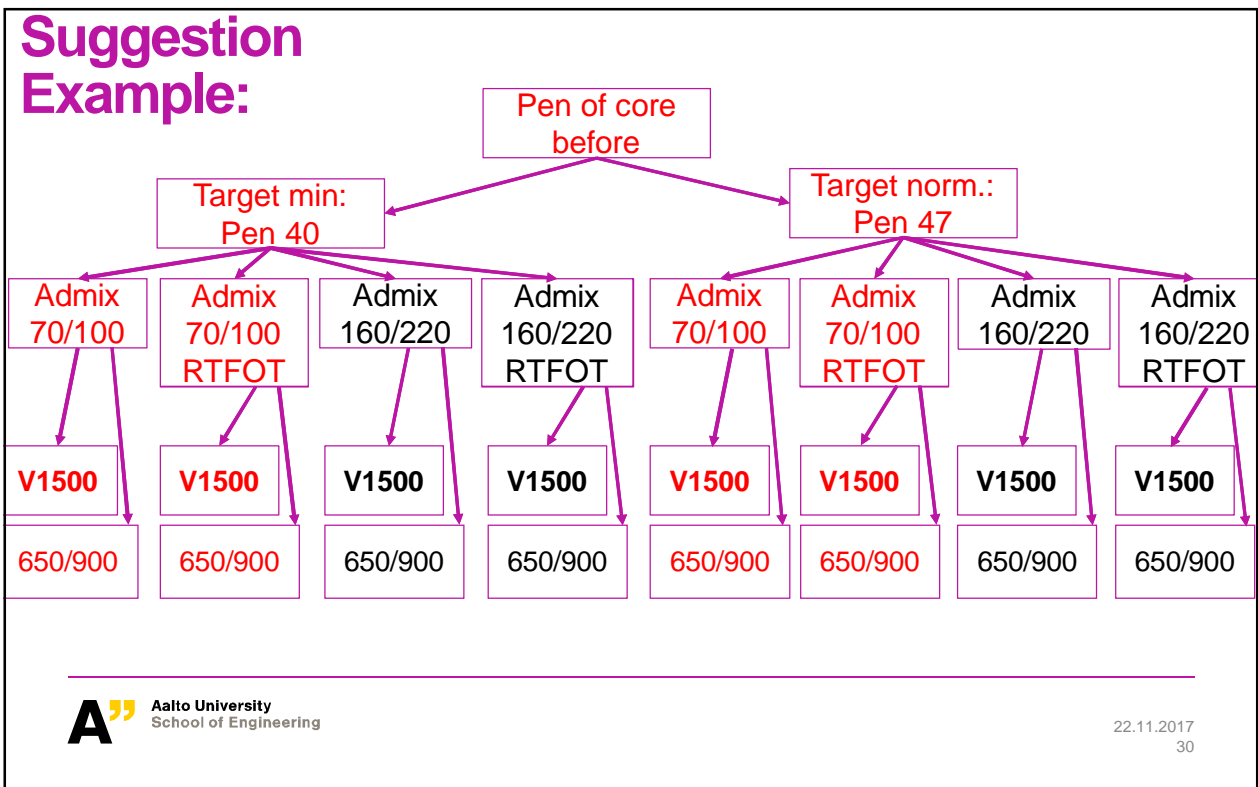 Suggestion
Example:
Pen of core
before
Target min:
Pen 40
Target norm.:
Pen 47
Admix
70/100
Admix
70/100
RTFOT
Admix
160/220
Admix
160/220
RTFOT
Admix
70/100
Admix
70/100
RTFOT
Admix
160/220
Admix
160/220
RTFOT
V1500
V1500
V1500
V1500
V1500
V1500
V1500
V1500
650/900
650/900
650/900
650/900
650/900
650/900
650/900
650/900
A”
Aalto University
School of Engineering
22.11.2017
30